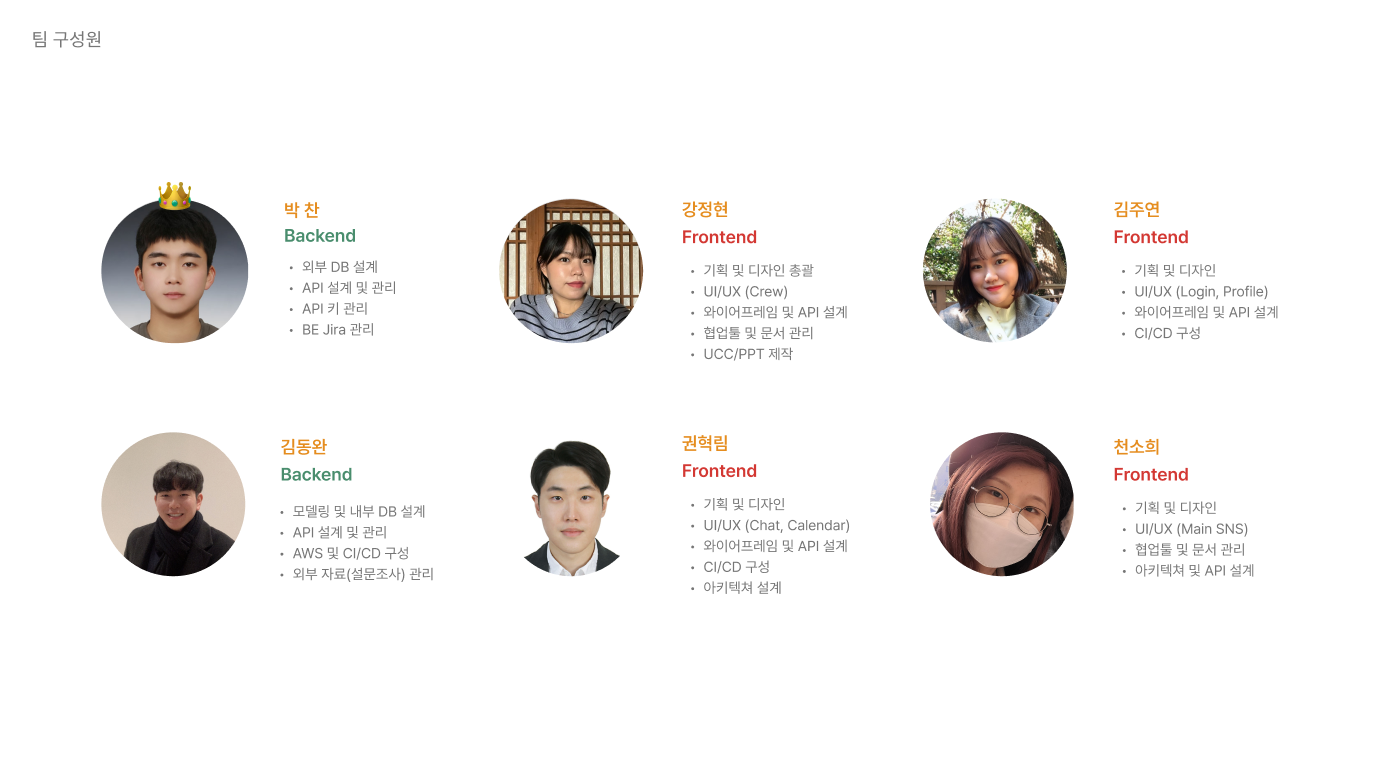 팀 구성원
박 찬
Backend
• 외부 DB 설계
• API 설계 및 관리
• API 키 관리
• BE Jira 관리
강정현
Frontend
• 기획 및 디자인 총괄
• UI/UX (Crew)
• 와이어프레임 및 API 설계
• 협업툴 및 문서 관리
• UCC/PPT 제작
김주연
Frontend
• 기획 및 디자인
• UI/UX (Login, Profile)
• 와이어프레임 및 API 설계
• CI/CD 구성
김동완
Backend
• 모델링 및 내부 DB 설계
• API 설계 및 관리
• AWS 및 CI/CD 구성
• 외부 자료(설문조사) 관리
권혁림
Frontend
• 기획 및 디자인
• UI/UX (Chat, Calendar)
• 와이어프레임 및 API 설계
• CI/CD 구성
• 아키텍쳐 설계
천소희
Frontend
• 기획 및 디자인
• UI/UX (Main SNS)
• 협업툴 및 문서 관리
• 아키텍쳐 및 API 설계